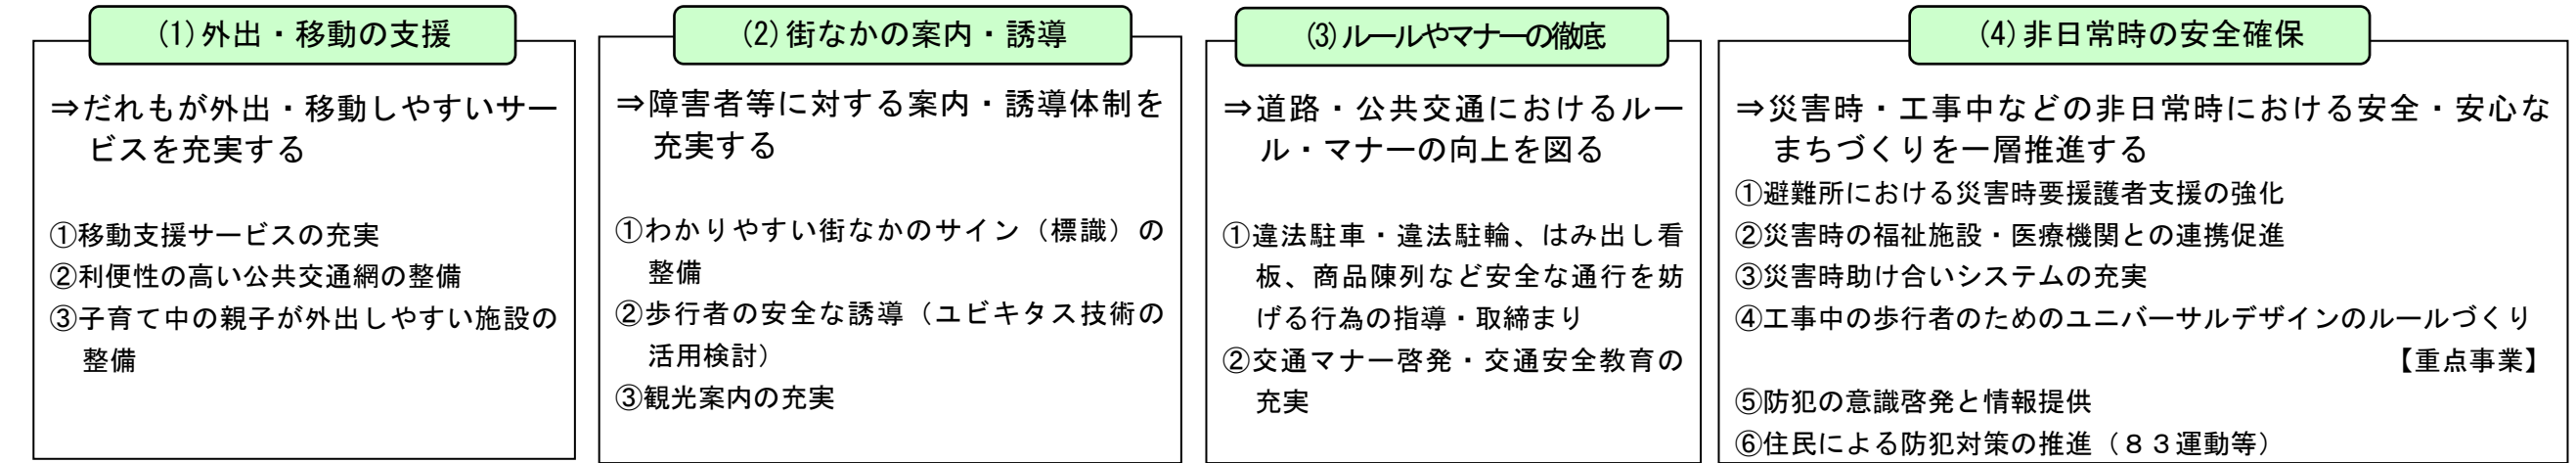 (1)外出・移動の支援
⇒だれもが外出・移動しやすいサー
ビスを充実する
①移動支援サービスの充実
②利便性の高い公共交通網の整備
③子育て中の親子が外出しやすい施設の
整備
(2)街なかの案内・誘導
⇒障害者等に対する案内・誘導体制を
充実する
①わかりやすい街なかのサイン（標識）の
整備
②歩行者の安全な誘導（ユビキタス技術の
活用検討）
③観光案内の充実
(3)ルールやマナーの徹底
⇒道路・公共交通におけるルー
ル・マナーの向上を図る
①違法駐車・違法駐輪、はみ出し看
板、商品陳列など安全な通行を妨
げる行為の指導・取締まり
②交通マナー啓発・交通安全教育の
充実
(4)非日常時の安全確保
⇒災害時・工事中などの非日常時における安全・安心な
まちづくりを一層推進する
①避難所における災害時要援護者支援の強化
②災害時の福祉施設・医療機関との連携促進
③災害時助け合いシステムの充実
④工事中の歩行者のためのユニバーサルデザインのルールづくり
【重点事業】
⑤防犯の意識啓発と情報提供
⑥住民による防犯対策の推進（８３運動等）